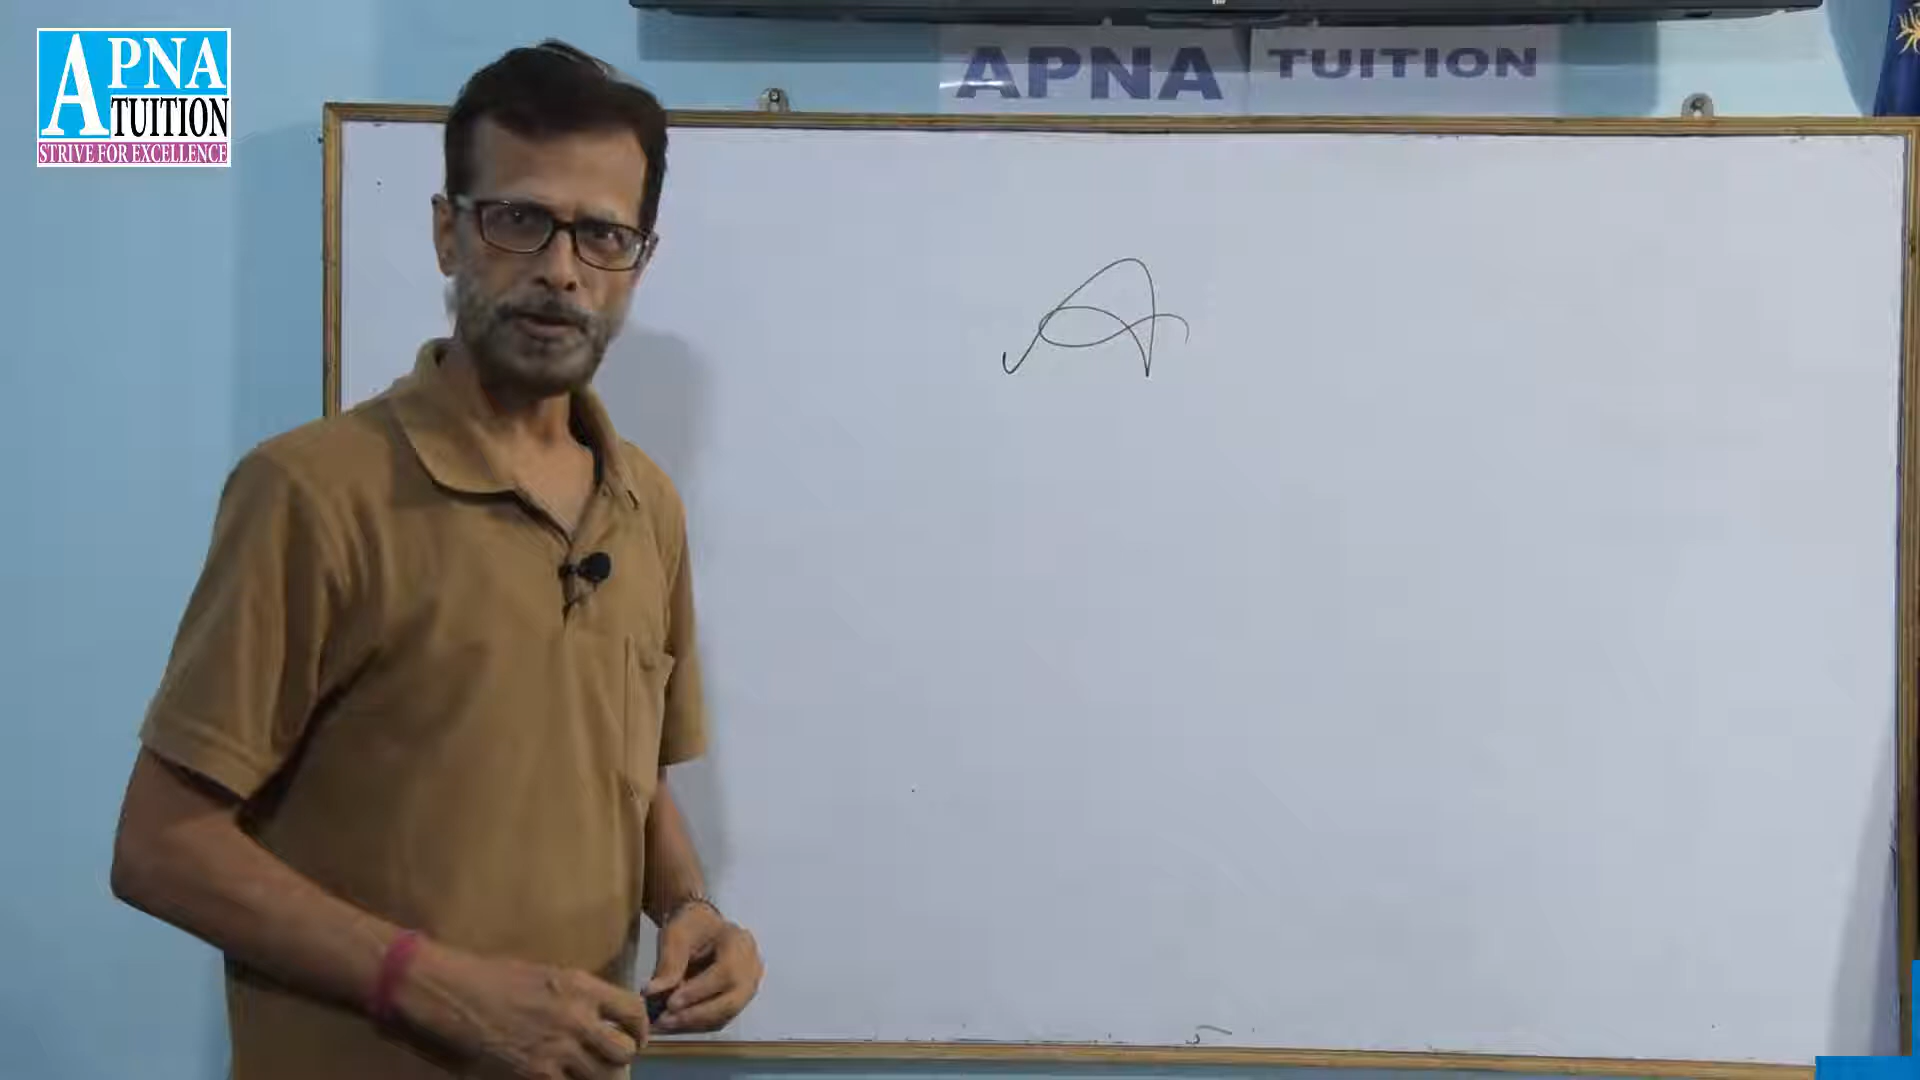 APNA
TUITION
STRIVE FOR EXCELLENCE
APNA TUITION
A